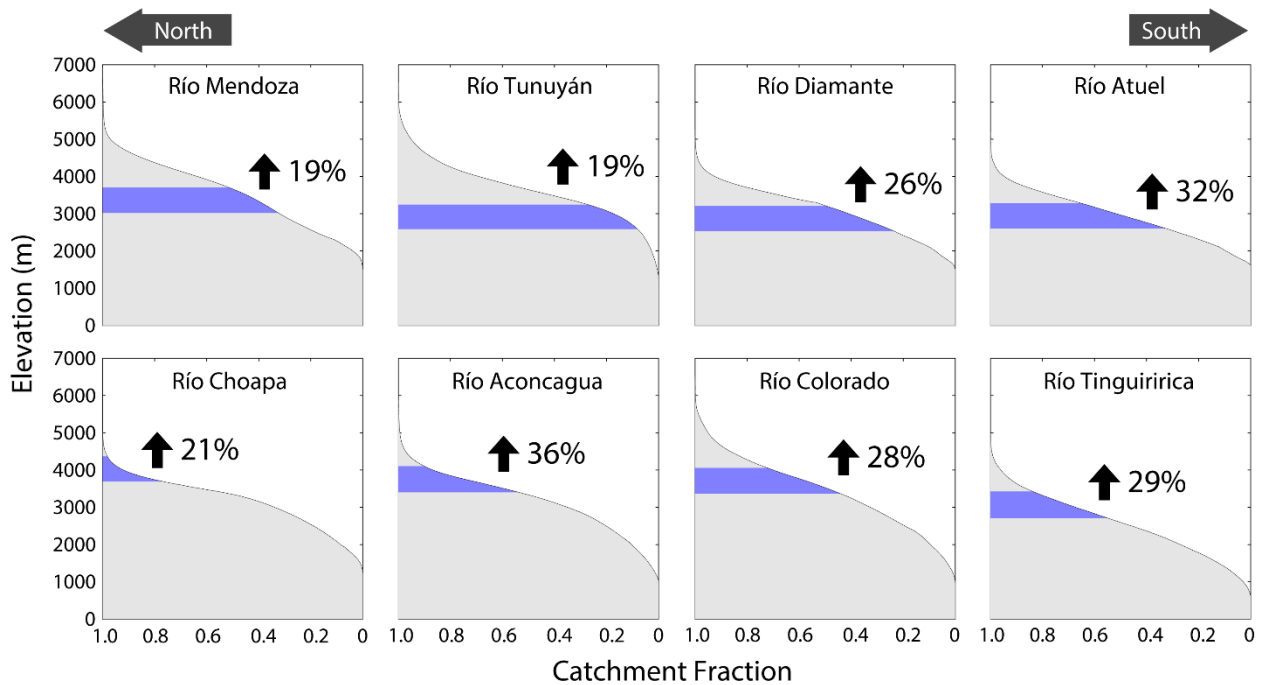 North
South
Elevation (m)
7000
6000
5000
4000
3000
2000
1000
0
Río Mendoza
19%
Río Tunuyán
19%
Río Diamante
26%
Río Atuel
32%
7000
6000
5000
4000
3000
2000
1000
0
Río Choapa
21%
Río Aconcagua
36%
Río Colorado
28%
Río Tinguiririca
29%
1.0 0.8 0.6 0.4 0.2 0
1.0 0.8 0.6 0.4 0.2 0
1.0 0.8 0.6 0.4 0.2 0
1.0 0.8 0.6 0.4 0.2 0
Catchment Fraction